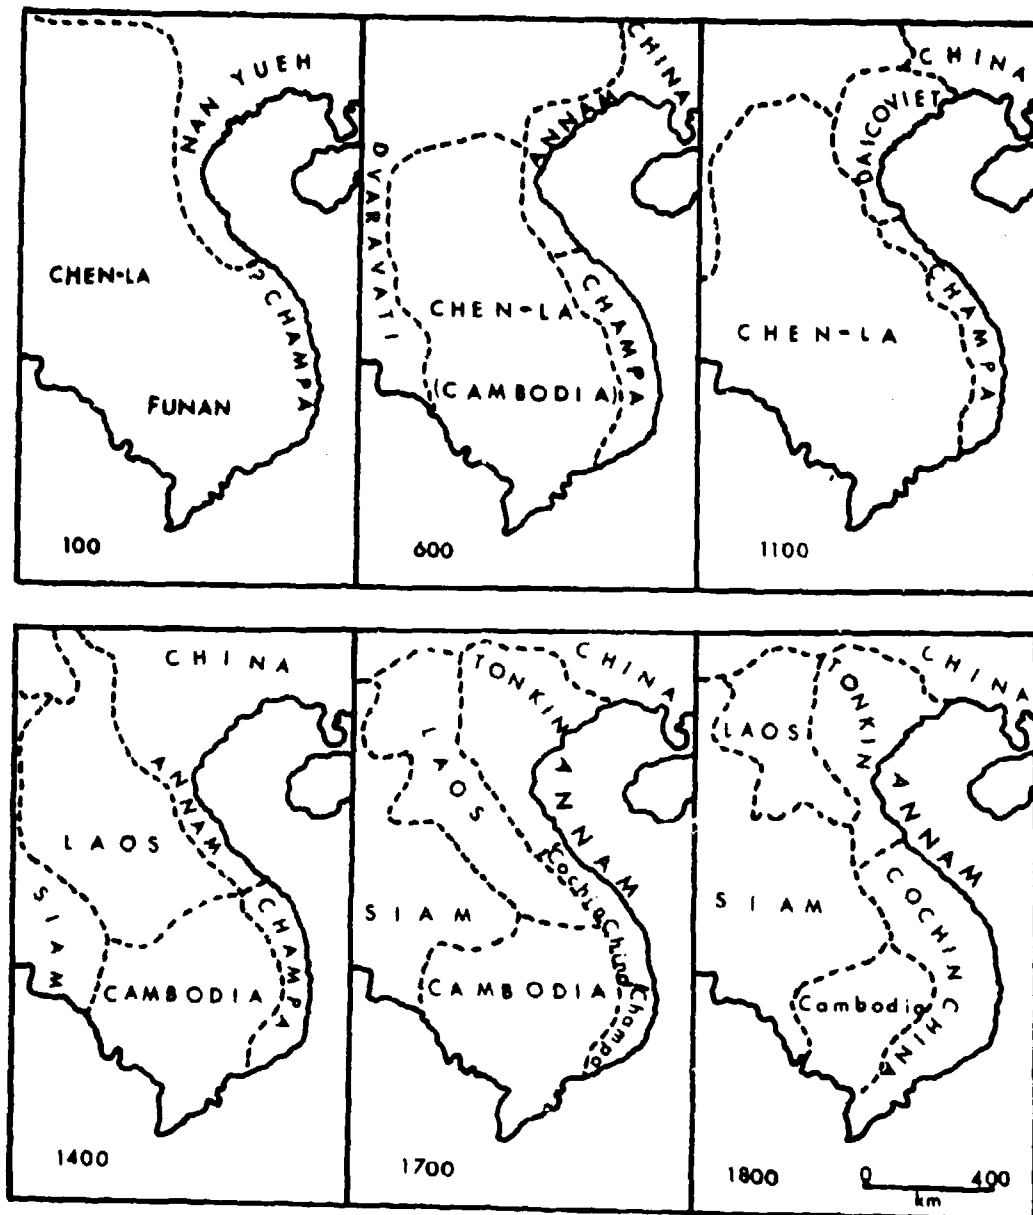 NAN YUEH
CHEN-LA
? CHAMPA
FUNAN
100
CHINA
ANNAM
DVARAVATI
CHEN-LA
CHAMPA
(CAMBODIA)
600
CHINA
DAICOVIET
CHAMPA
CHEN-LA
1100
CHINA
ANNAM
LAOS
SIAM
CHAMPA
CAMBODIA
1400
CHINA
TONKIN
LAOS
ANNAM
Cochin China
SIAM
CAMBODIA
Champa
1700
CHINA
TONKIN
LAOS
ANNAM
COCHIN CHINA
SIAM
Cambodia
1800
0 400
km